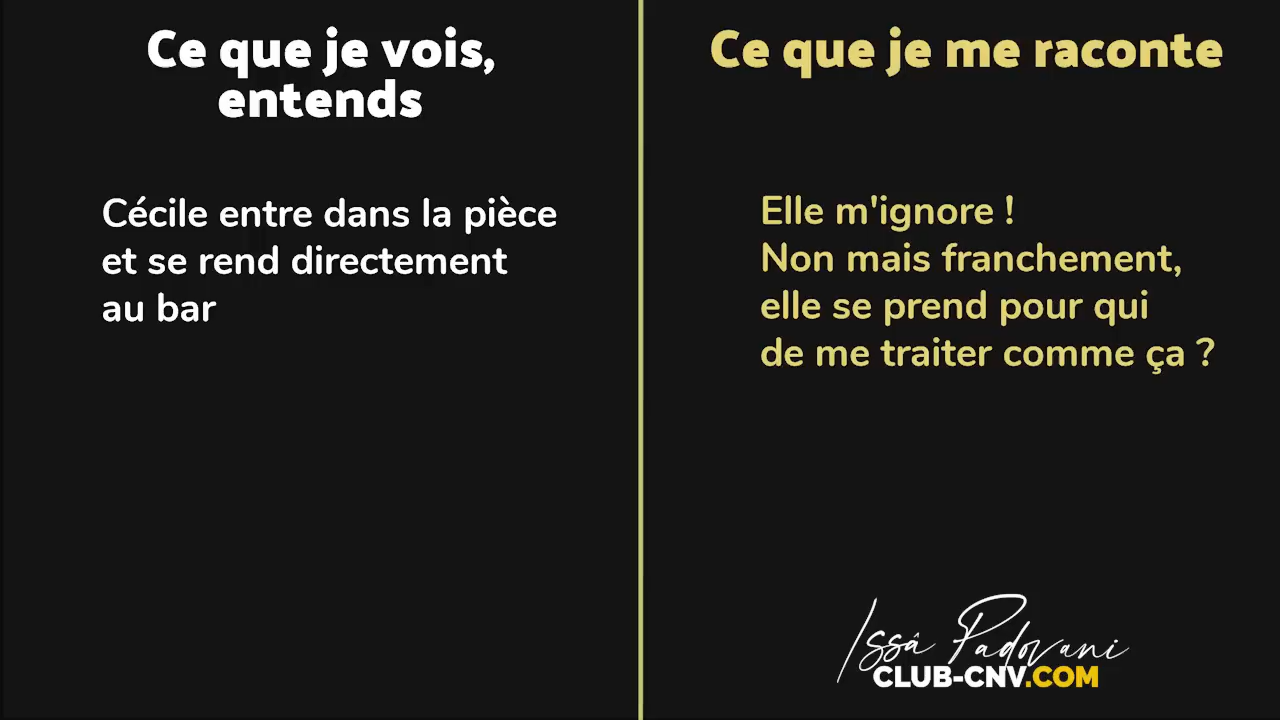 Ce que je vois,
entends
Cécile entre dans la pièce
et se rend directement
au bar
Ce que je me raconte
Elle m'ignore !
Non mais franchement,
elle se prend pour qui
de me traiter comme ça ?
Issâ Padovani
CLUB-CNV.COM